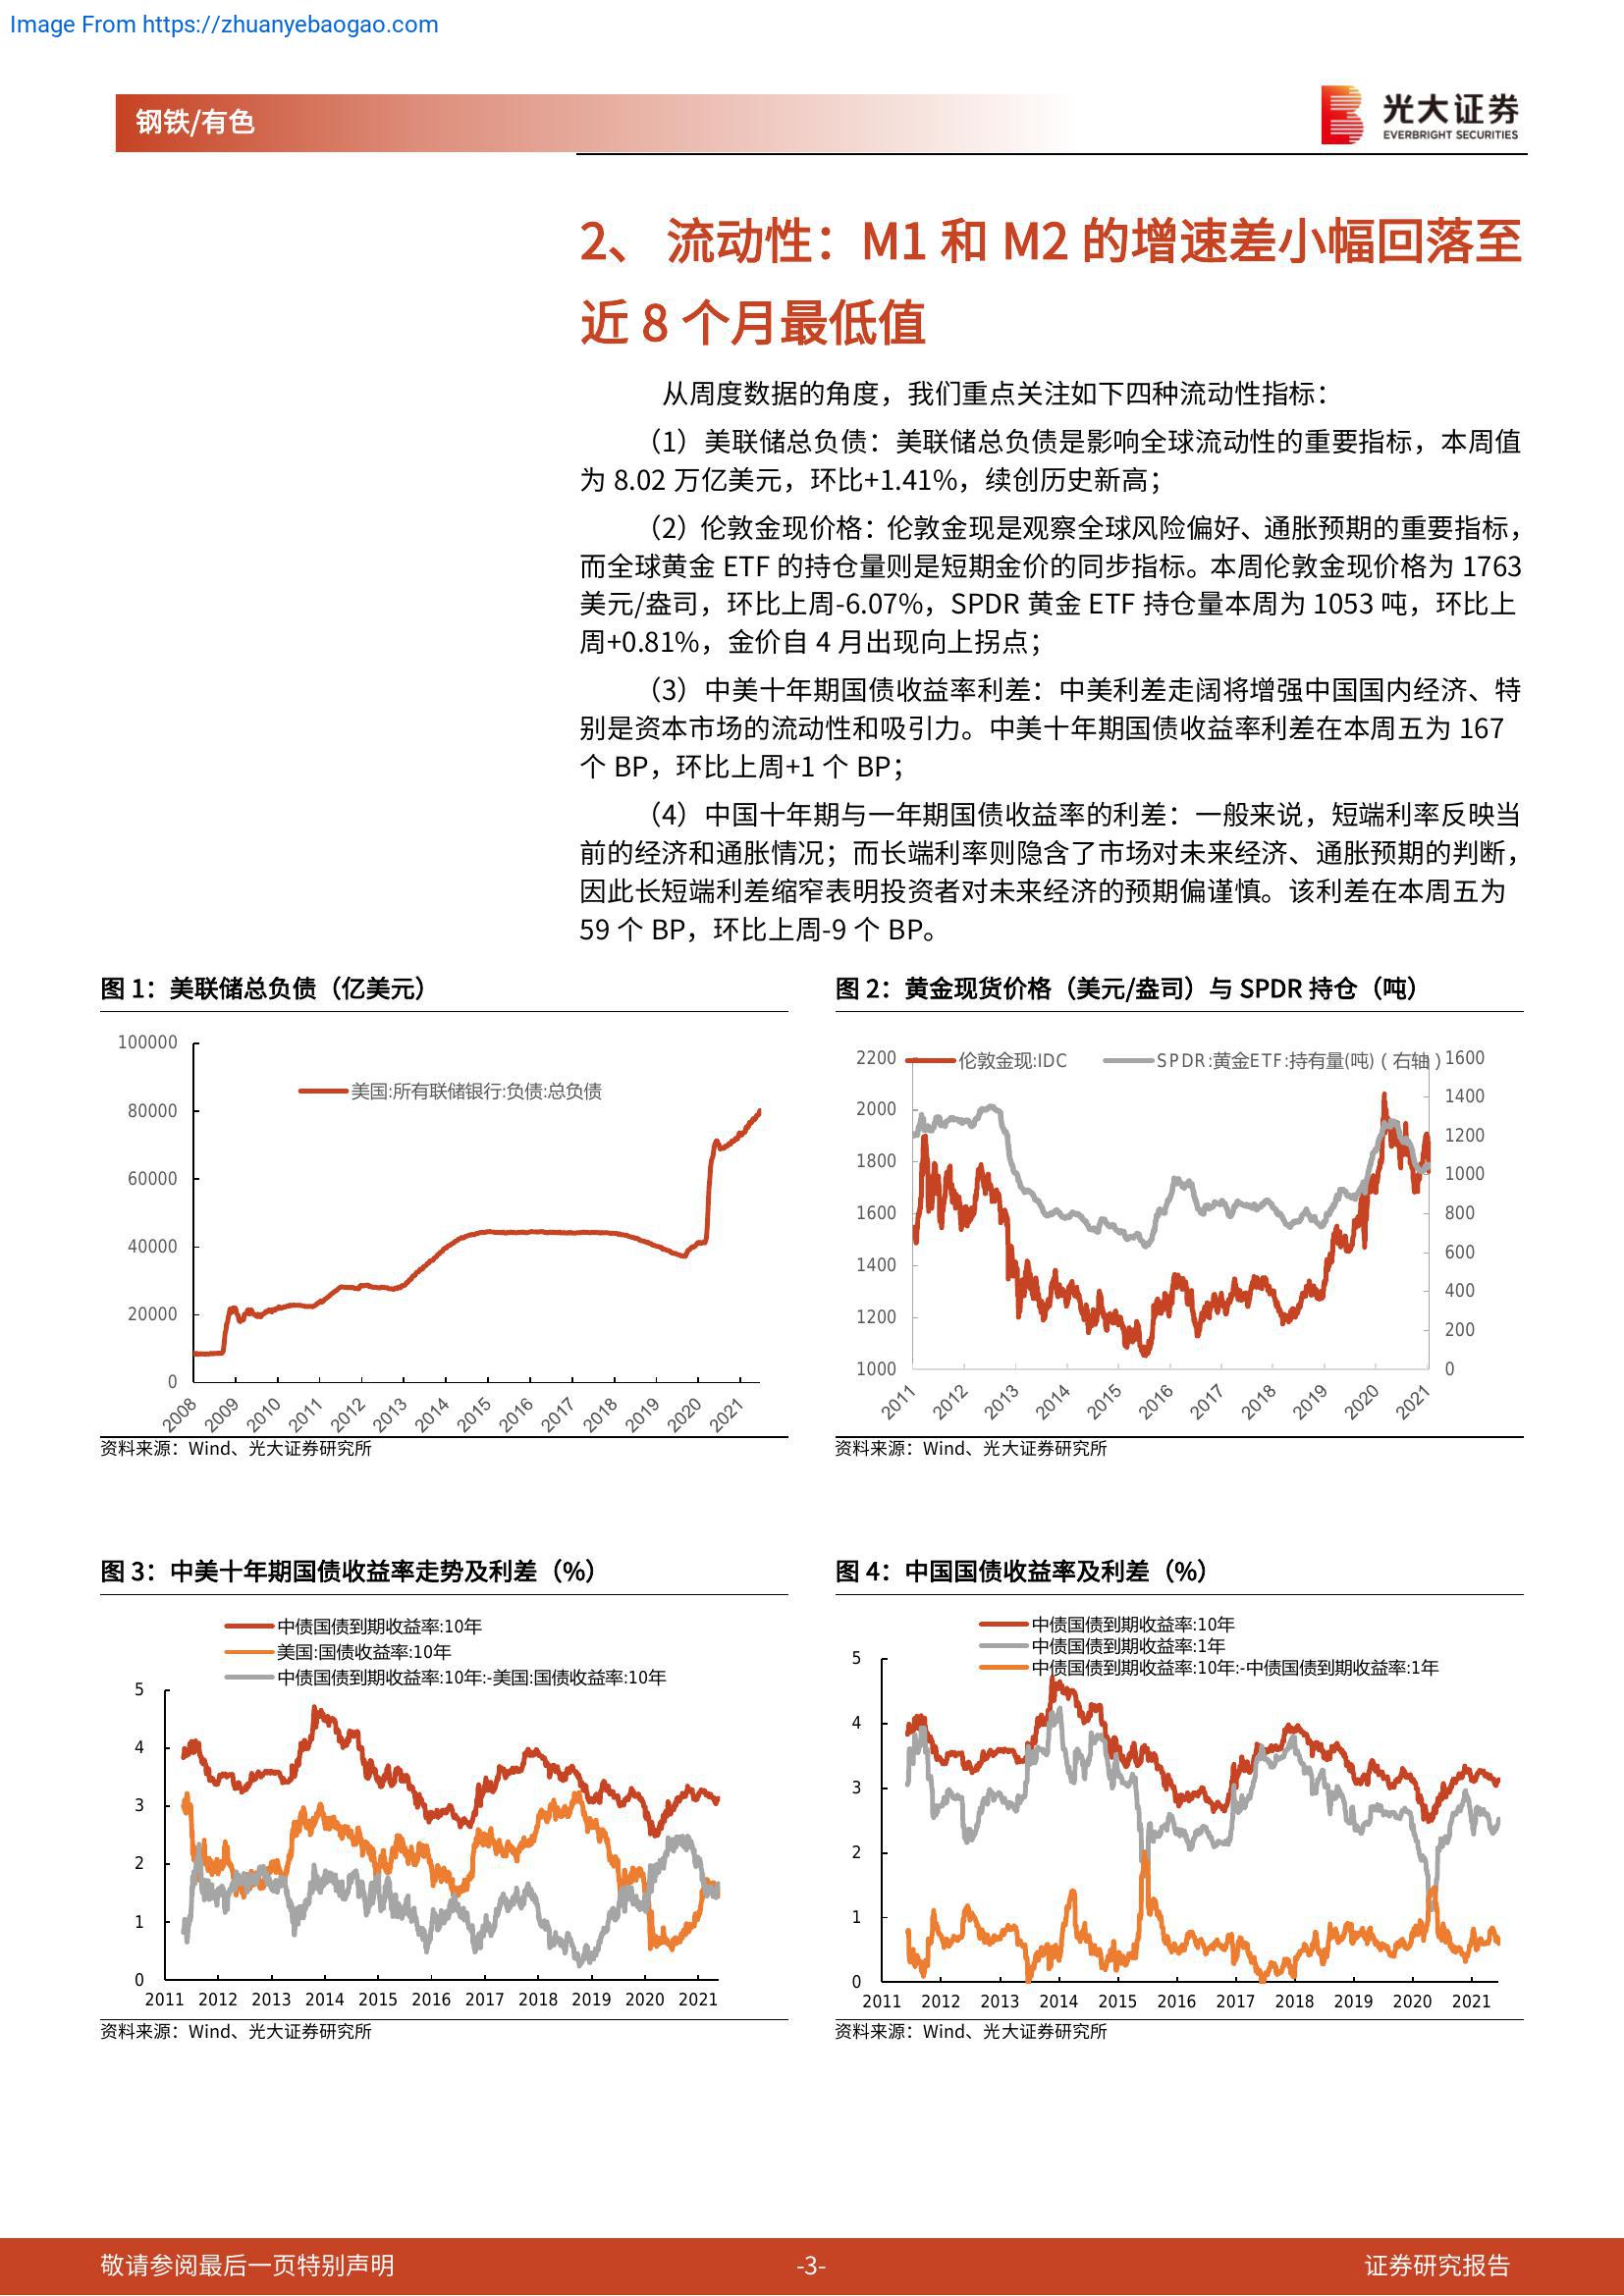 Image From https://zhuanyebaogao.com
钢铁/有色
光大证券
EVERBRIGHT SECURITIES
2、 流动性：M1 和 M2 的增速差小幅回落至
近 8 个月最低值
从周度数据的角度，我们重点关注如下四种流动性指标：
（1）美联储总负债：美联储总负债是影响全球流动性的重要指标，本周值
为 8.02 万亿美元，环比+1.41%，续创历史新高；
（2）伦敦金现价格：伦敦金现是观察全球风险偏好、通胀预期的重要指标，
而全球黄金 ETF 的持仓量则是短期金价的同步指标。本周伦敦金现价格为 1763
美元/盎司，环比上周-6.07%，SPDR 黄金 ETF 持仓量本周为 1053 吨，环比上
周+0.81%，金价自 4 月出现向上拐点；
（3）中美十年期国债收益率利差：中美利差走阔将增强中国国内经济、特
别是资本市场的流动性和吸引力。中美十年期国债收益率利差在本周五为 167
个 BP，环比上周+1 个 BP；
（4）中国十年期与一年期国债收益率的利差：一般来说，短端利率反映当
前的经济和通胀情况；而长端利率则隐含了市场对未来经济、通胀预期的判断，
因此长短端利差缩窄表明投资者对未来经济的预期偏谨慎。该利差在本周五为
59 个 BP，环比上周-9 个 BP。
图 1：美联储总负债（亿美元）
100000
80000
60000
40000
20000
0
美国:所有联储银行:负债:总负债
2008 2009 2010 2011 2012 2013 2014 2015 2016 2017 2018 2019 2020 2021
资料来源：Wind、光大证券研究所
图 2：黄金现货价格（美元/盎司）与 SPDR 持仓（吨）
伦敦金现:IDC
SPDR:黄金ETF:持有量(吻)（右轴）
2200
2000
1800
1600
1400
1200
1000
1600
1400
1200
1000
800
600
400
200
0
2011 2012 2013 2014 2015 2016 2017 2018 2019 2020 2021
资料来源：Wind、光大证券研究所
图 3：中美十年期国债收益率走势及利差（%）
中债国债到期收益率:10年
美国:国债收益率:10年
中债国债到期收益率:10年:-美国:国债收益率:10年
5
4
3
2
1
0
2011 2012 2013 2014 2015 2016 2017 2018 2019 2020 2021
资料来源：Wind、光大证券研究所
图 4：中国国债收益率及利差（%）
中债国债到期收益率:10年
中债国债到期收益率:1年
中债国债到期收益率:10年:-中债国债到期收益率:1年
5
4
3
2
1
0
2011 2012 2013 2014 2015 2016 2017 2018 2019 2020 2021
资料来源：Wind、光大证券研究所
敬请参阅最后一页特别声明
-3-
证券研究报告